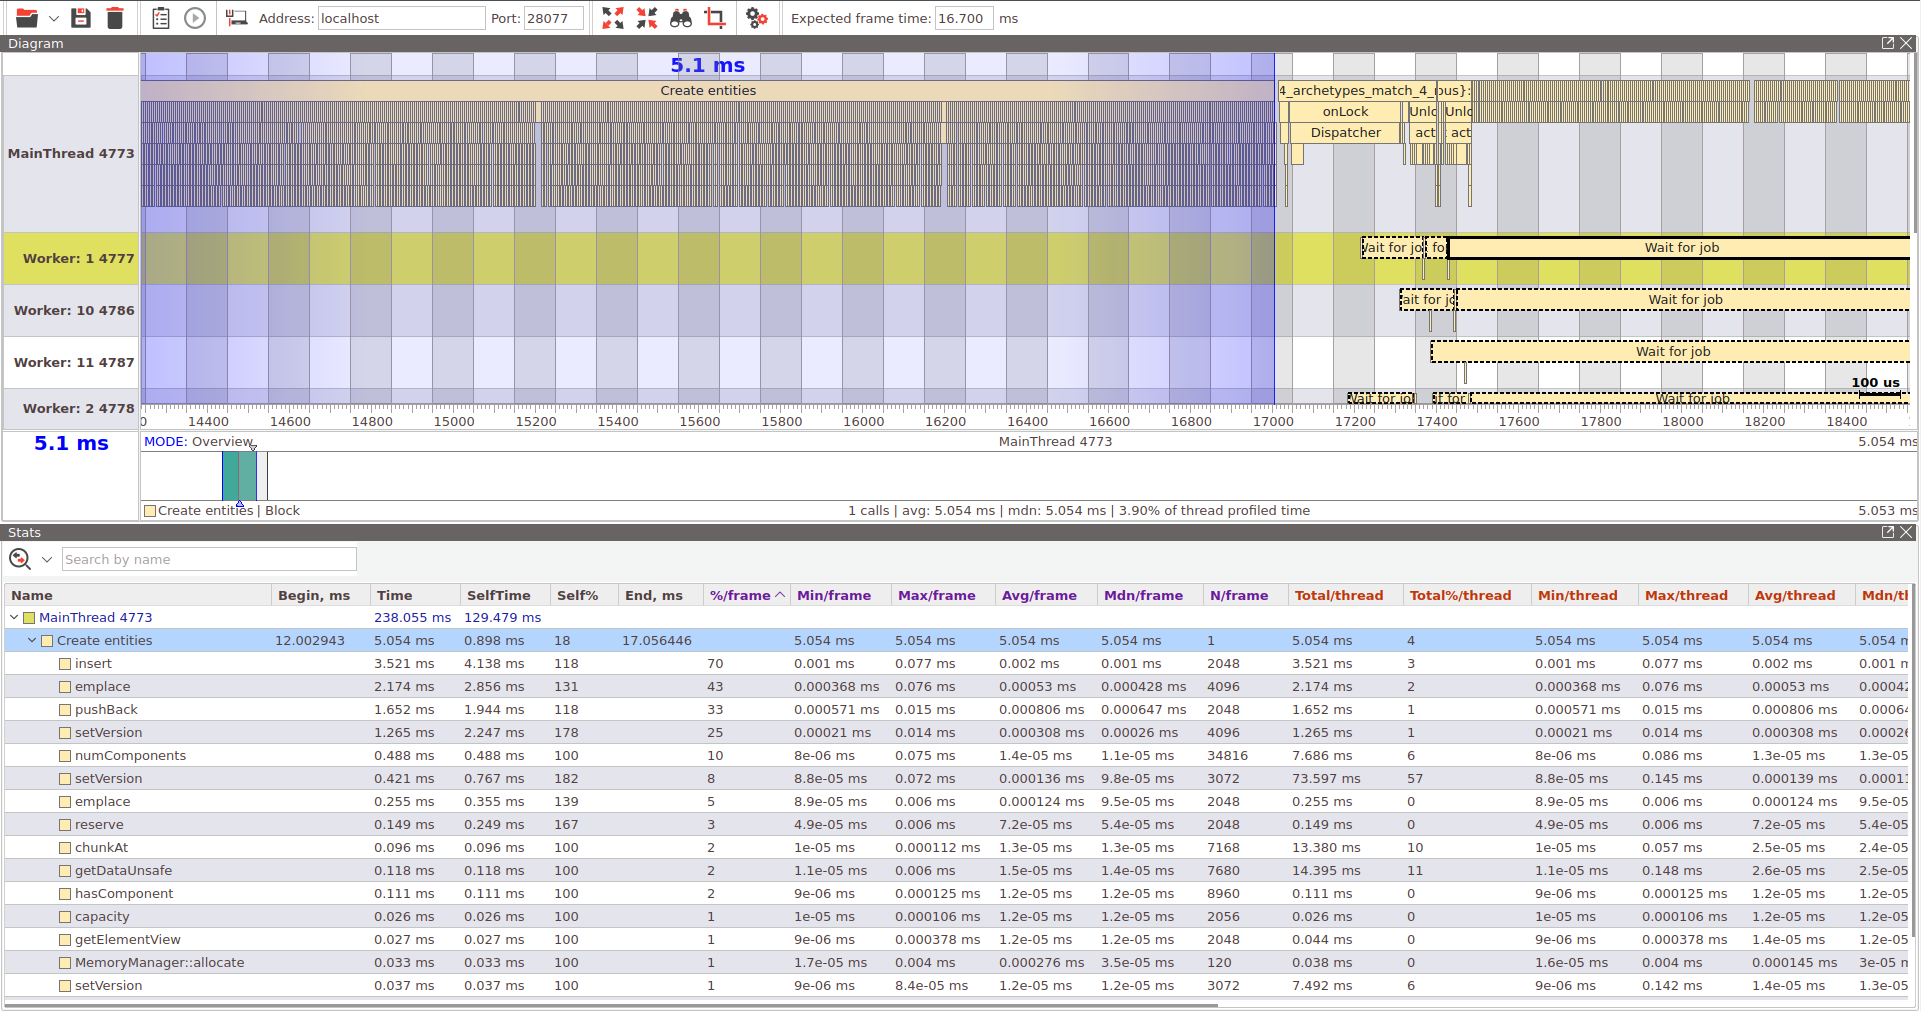 Address: localhost Port: 28077 Expected frame time: 16.700 ms
Diagram
5.1 ms
Create entities 4_archetypes_match_4_ ous}:
onLock Unlc Unlc
Dispatcher act act
MainThread 4773
Worker: 1 4777 Wait for job fo Wait for job
Worker: 10 4786 ait for jo Wait for job
Worker: 11 4787 Wait for job
100 us
Worker: 2 4778 Wait for job if for Wait for job
14400 14600 14800 15000 15200 15400 15600 15800 16000 16200 16400 16600 16800 17000 17200 17400 17600 17800 18000 18200 18400
5.1 ms MODE: Overview MainThread 4773 5.054 ms
Create entities | Block 1 calls | avg: 5.054 ms | mdn: 5.054 ms | 3.90% of thread profiled time 5.053 ms
Stats
Search by name
Name Begin, ms Time SelfTime Self% End, ms %/frame Min/frame Max/frame Avg/frame Mdn/frame N/frame Total/thread Total%/thread Min/thread Max/thread Avg/thread Mdn/th
MainThread 4773 238.055 ms 129.479 ms
Create entities 12.002943 5.054 ms 0.898 ms 18 17.056446 5.054 ms 5.054 ms 5.054 ms 5.054 ms 1 5.054 ms 4 5.054 ms 5.054 ms 5.054 ms 5.054 m
insert 3.521 ms 4.138 ms 118 70 0.001 ms 0.077 ms 0.002 ms 0.001 ms 2048 3.521 ms 3 0.001 ms 0.077 ms 0.002 ms 0.001 m
emplace 2.174 ms 2.856 ms 131 43 0.000368 ms 0.076 ms 0.00053 ms 0.000428 ms 4096 2.174 ms 2 0.000368 ms 0.076 ms 0.00053 ms 0.00042
pushBack 1.652 ms 1.944 ms 118 33 0.000571 ms 0.015 ms 0.000806 ms 0.000647 ms 2048 1.652 ms 1 0.000571 ms 0.015 ms 0.000806 ms 0.00064
setVersion 1.265 ms 2.247 ms 178 25 0.00021 ms 0.014 ms 0.000308 ms 0.00026 ms 4096 1.265 ms 1 0.00021 ms 0.014 ms 0.000308 ms 0.00026
numComponents 0.488 ms 0.488 ms 100 10 8e-06 ms 0.075 ms 1.4e-05 ms 1.1e-05 ms 34816 7.686 ms 6 8e-06 ms 0.086 ms 1.3e-05 ms 1.3e-05
setVersion 0.421 ms 0.767 ms 182 8 8.8e-05 ms 0.072 ms 0.000136 ms 9.8e-05 ms 3072 73.597 ms 57 8.8e-05 ms 0.145 ms 0.000139 ms 0.00011
emplace 0.255 ms 0.355 ms 139 5 8.9e-05 ms 0.006 ms 0.000124 ms 9.5e-05 ms 2048 0.255 ms 0 8.9e-05 ms 0.006 ms 0.000124 ms 9.5e-05
reserve 0.149 ms 0.249 ms 167 3 4.9e-05 ms 0.006 ms 7.2e-05 ms 5.4e-05 ms 2048 0.149 ms 0 4.9e-05 ms 0.006 ms 7.2e-05 ms 5.4e-05
chunkAt 0.096 ms 0.096 ms 100 2 1e-05 ms 0.000112 ms 1.3e-05 ms 1.3e-05 ms 7168 13.380 ms 10 1e-05 ms 0.057 ms 2.5e-05 ms 2.4e-05
getDataUnsafe 0.118 ms 0.118 ms 100 2 1.1e-05 ms 0.006 ms 1.5e-05 ms 1.4e-05 ms 7680 14.395 ms 11 1.1e-05 ms 0.148 ms 2.6e-05 ms 2.5e-05
hasComponent 0.111 ms 0.111 ms 100 2 9e-06 ms 0.000125 ms 1.2e-05 ms 1.2e-05 ms 8960 0.111 ms 0 9e-06 ms 0.000125 ms 1.2e-05 ms 1.2e-05
capacity 0.026 ms 0.026 ms 100 1 1e-05 ms 0.000106 ms 1.2e-05 ms 1.2e-05 ms 2056 0.026 ms 0 1e-05 ms 0.000106 ms 1.2e-05 ms 1.2e-05
getElementView 0.027 ms 0.027 ms 100 1 9e-06 ms 0.000378 ms 1.2e-05 ms 1.2e-05 ms 2048 0.044 ms 0 9e-06 ms 0.000378 ms 1.4e-05 ms 1.2e-05
MemoryManager::allocate 0.033 ms 0.033 ms 100 1 1.7e-05 ms 0.004 ms 0.000276 ms 3.5e-05 ms 120 0.038 ms 0 1.6e-05 ms 0.004 ms 0.000145 ms 3e-05 m
setVersion 0.037 ms 0.037 ms 100 1 9e-06 ms 8.4e-05 ms 1.2e-05 ms 1.2e-05 ms 3072 7.492 ms 6 9e-06 ms 0.142 ms 1.4e-05 ms 1.3e-05